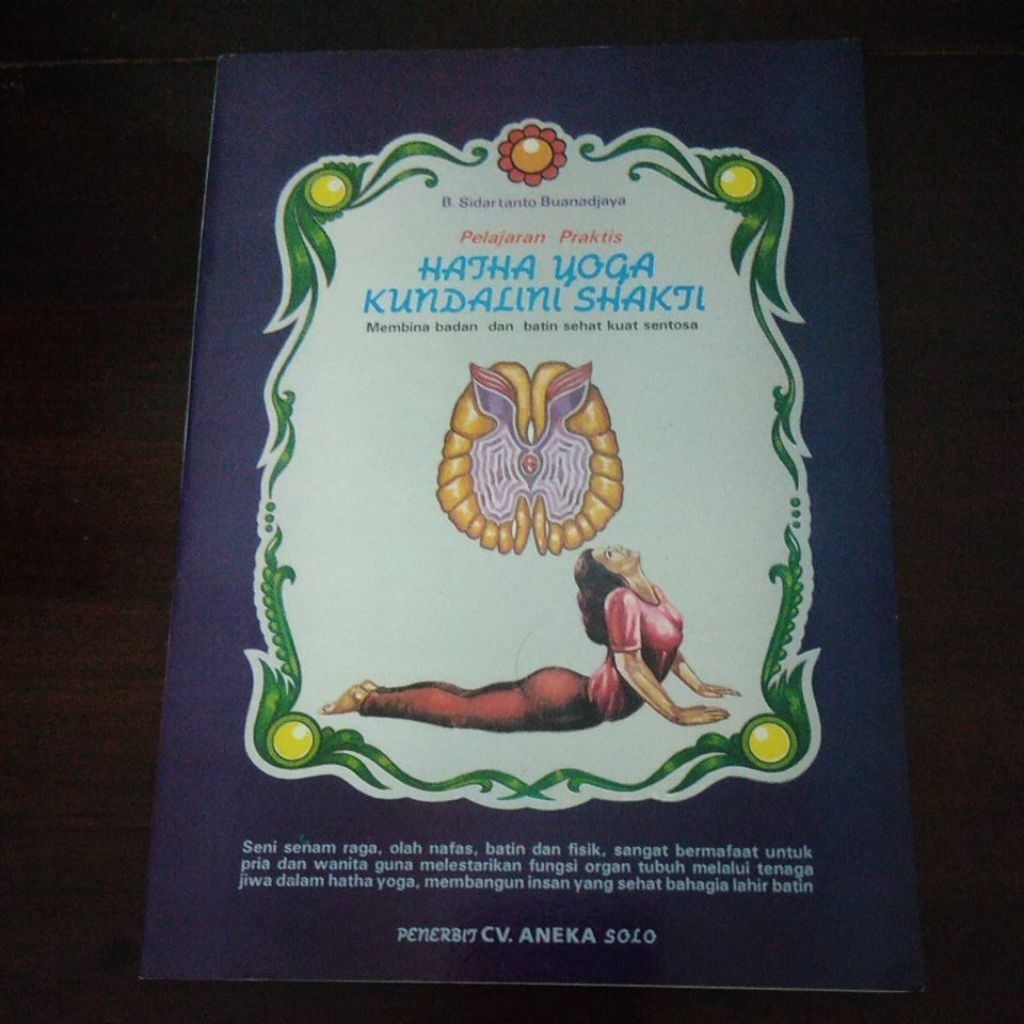 B. Sidartanto Buanadjaya
Pelajaran Praktis
HATHA YOGA
KUNDALINI SHAKTI
Membina badan dan batin sehat kuat sentosa
Seni senam raga, olah nafas, batin dan fisik, sangat bermafaat untuk
pria dan wanita guna melestarikan fungsi organ tubuh melalui tenaga
jiwa dalam hatha yoga, membangun insan yang sehat bahagia lahir batin
PENERBIT CV. ANEKA SOLO